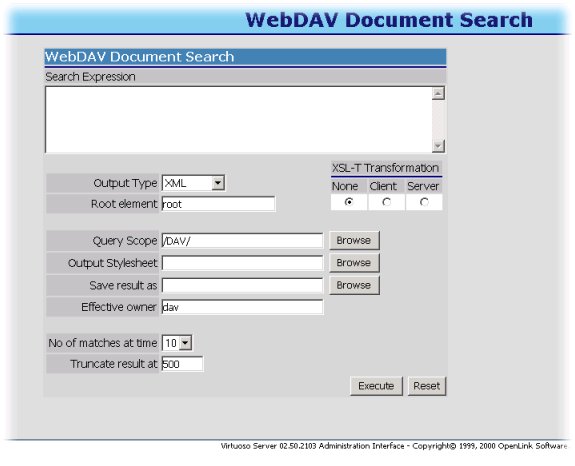 WebDAV Document Search
WebDAV Document Search
Search Expression
XSL-T Transformation
Output Type XML None Client Server
Root element root
Query Scope /DAV/ Browse
Output Stylesheet Browse
Save result as Browse
Effective owner dav
No of matches at time 10
Truncate result at 500
Execute Reset
Virtuoso Server 02.50.2103 Administration Interface - Copyright© 1999, 2000 OpenLink Software